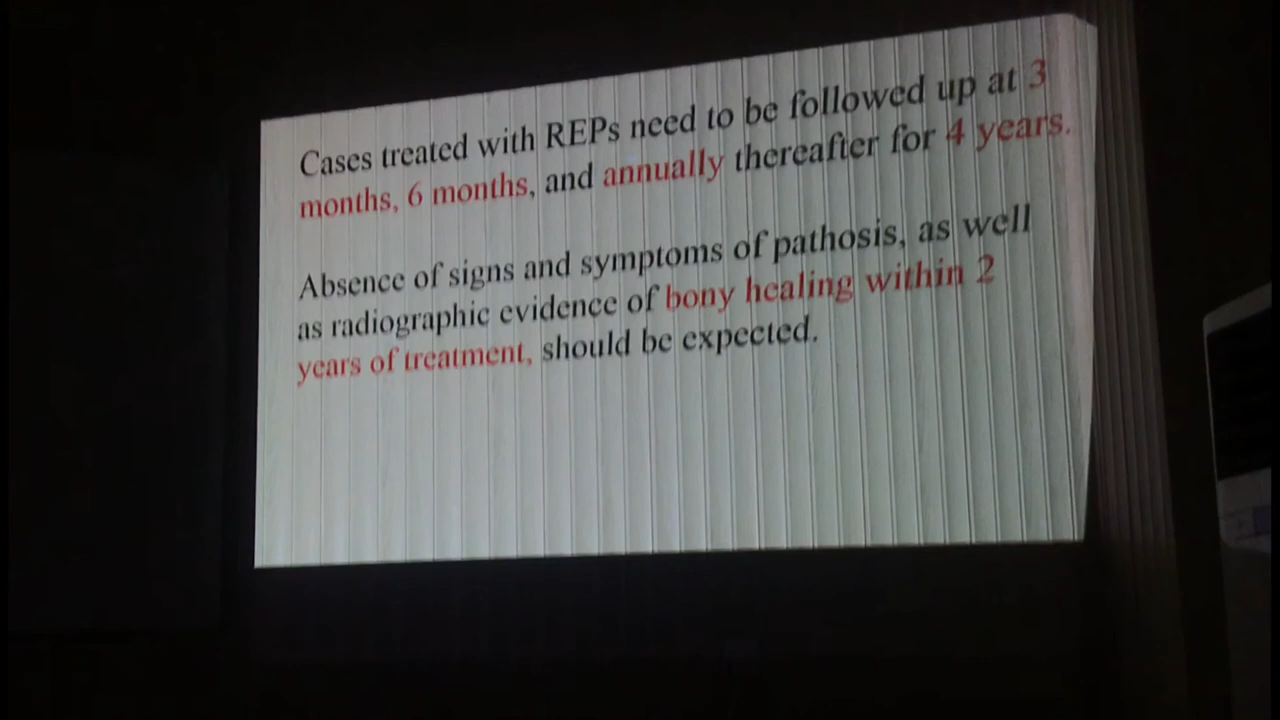 Cases treated with REPs need to be followed up at 3
months, 6 months, and annually thereafter for 4 years.
Absence of signs and symptoms of pathosis, as well
as radiographic evidence of bony healing within 2
years of treatment, should be expected.